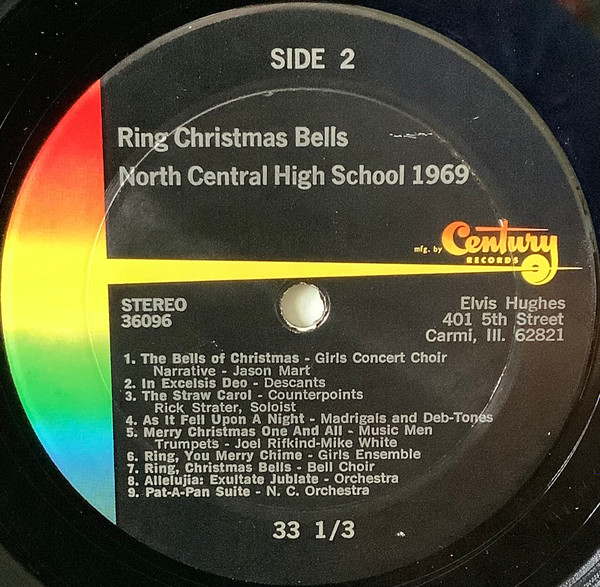 SIDE 2
Ring Christmas Bells
North Central High School 1969
mfg. by Century
RECORDS
STEREO
36096
Elvis Hughes
401 5th Street
Carmi, Ill. 62821
1. The Bells of Christmas - Girls Concert Choir
Narrative - Jason Mart
2. In Excelsis Deo - Descants
3. The Straw Carol - Counterpoints
Rick Strater, Soloist
4. As It Fell Upon A Night - Madrigals and Deb-Tones
5. Merry Christmas One And All - Music Men
Trumpets - Joel Rifkind-Mike White
6. Ring, You Merry Chime - Girls Ensemble
7. Ring, Christmas Bells - Bell Choir
8. Allelujia: Exultate Jublate - Orchestra
9. Pat-A-Pan Suite - N. C. Orchestra
33 1/3